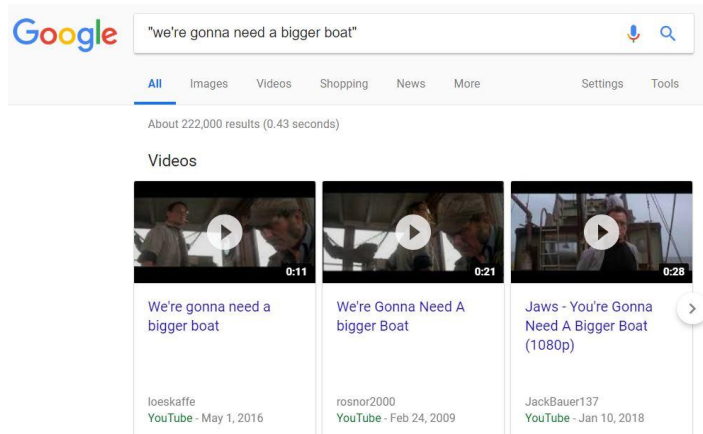 Google
"we're gonna need a bigger boat"
All Images Videos Shopping News More Settings Tools
About 222,000 results (0.43 seconds)
Videos
0:11 0:21 0:28
We're gonna need a
bigger boat
We're Gonna Need A
bigger Boat
Jaws - You're Gonna
Need A Bigger Boat
(1080p)
loeskaffe
YouTube - May 1, 2016
rosnor2000
YouTube - Feb 24, 2009
JackBauer137
YouTube - Jan 10, 2018